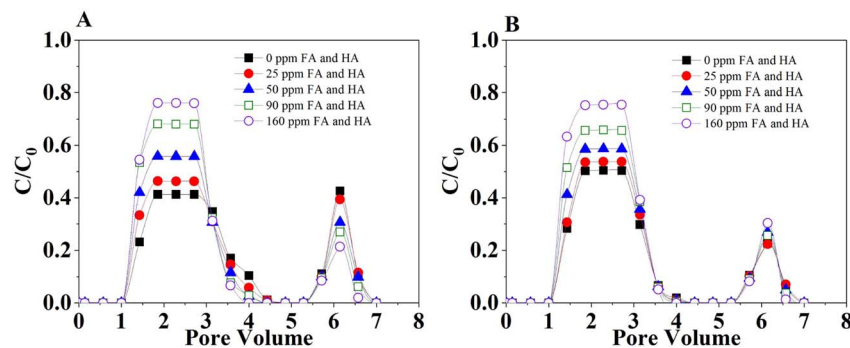 A
1.0
0.8
0.6
0.4
0.2
0.0
C/C0
0 ppm FA and HA
25 ppm FA and HA
50 ppm FA and HA
90 ppm FA and HA
160 ppm FA and HA
0 1 2 3 4 5 6 7 8
Pore Volume
B
1.0
0.8
0.6
0.4
0.2
0.0
C/C0
0 ppm FA and HA
25 ppm FA and HA
50 ppm FA and HA
90 ppm FA and HA
160 ppm FA and HA
0 1 2 3 4 5 6 7 8
Pore Volume